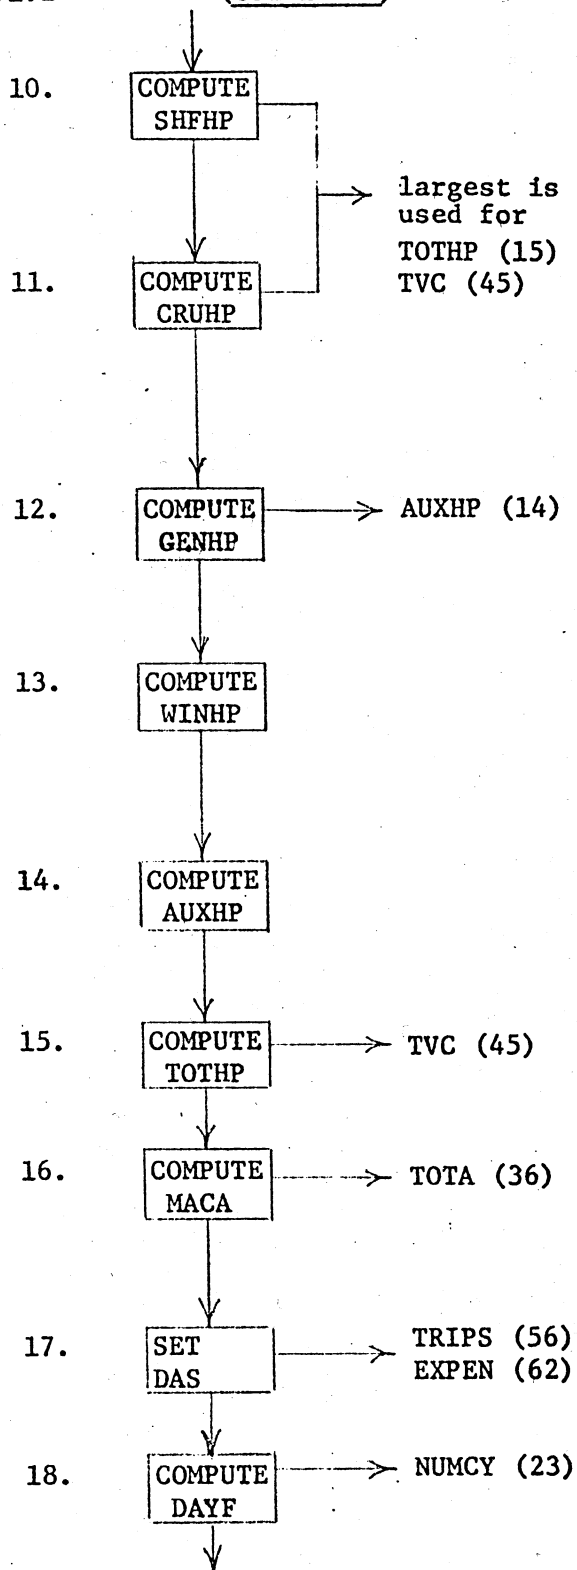 10.
COMPUTE
SHFHP
largest is
used for
TOTHP (15)
TVC (45)
11.
COMPUTE
CRUHP
12.
COMPUTE
GENHP
AUXHP (14)
13.
COMPUTE
WINHP
14.
COMPUTE
AUXHP
15.
COMPUTE
TOTHP
TVC (45)
16.
COMPUTE
MACA
TOTA (36)
17.
SET
DAS
TRIPS (56)
EXPEN (62)
18.
COMPUTE
DAYF
NUMCY (23)